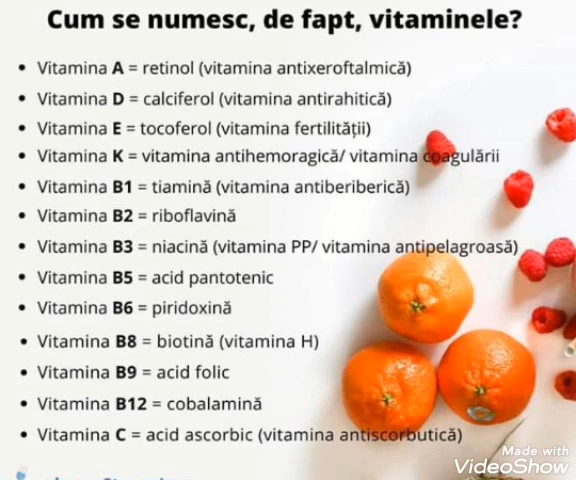 Cum se numesc, de fapt, vitaminele?
• Vitamina A = retinol (vitamina antixeroftalmică)
• Vitamina D = calciferol (vitamina antirahitică)
• Vitamina E = tocoferol (vitamina fertilității)
• Vitamina K = vitamina antihemoragică/ vitamina coagulării
• Vitamina B1 = tiamină (vitamina antiberiberică)
• Vitamina B2 = riboflavină
• Vitamina B3 = niacină (vitamina PP/ vitamina antipelagroasă)
• Vitamina B5 = acid pantotenic
• Vitamina B6 = piridoxină
• Vitamina B8 = biotină (vitamina H)
• Vitamina B9 = acid folic
• Vitamina B12 = cobalamină
• Vitamina C = acid ascorbic (vitamina antiscorbutică)
Made with
VideoShow